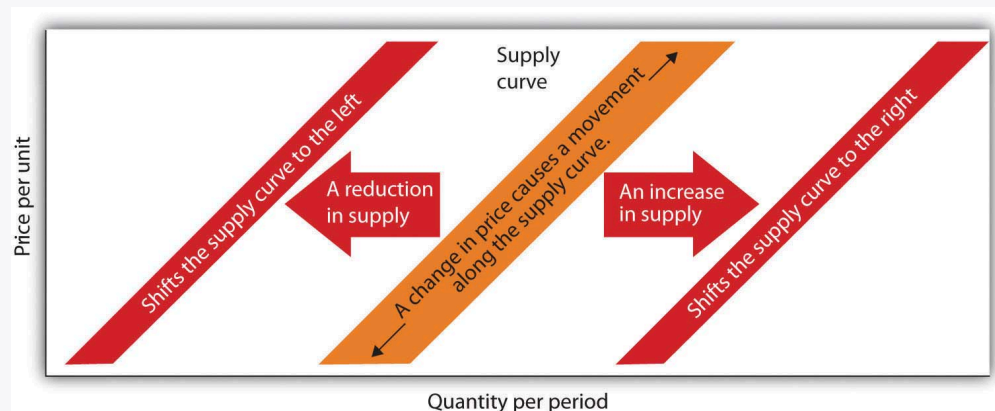 Supply
curve
Price per unit
Shifts the supply curve to the left
A reduction
in supply
A change in price causes a movement
along the supply curve.
An increase
in supply
Shifts the supply curve to the right
Quantity per period